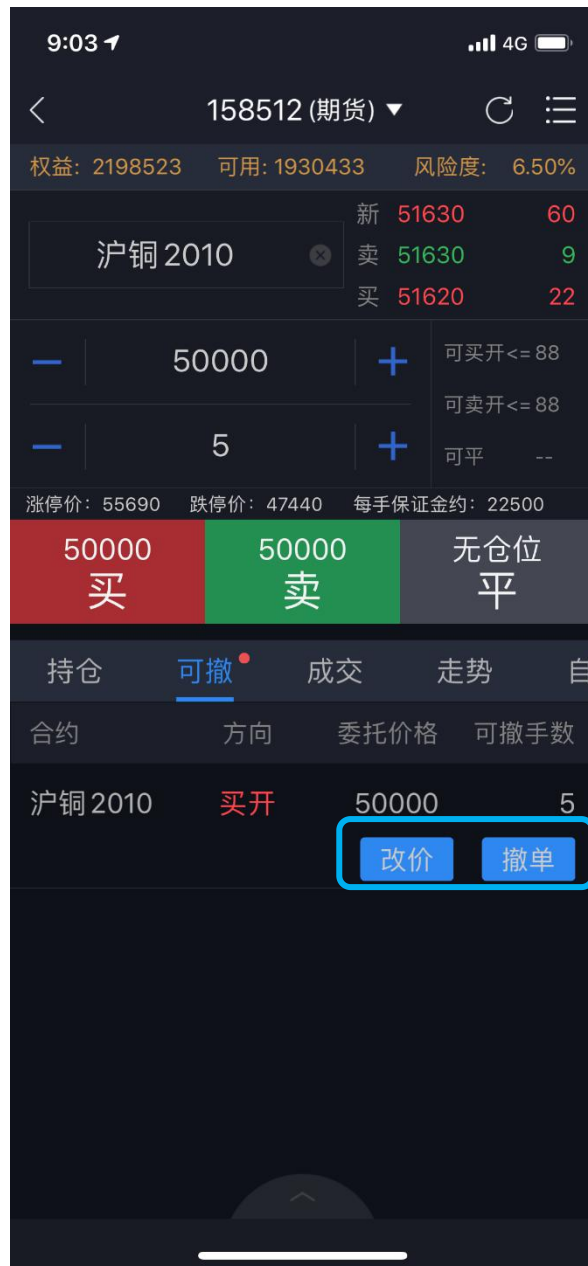 9:03 4G
158512 (期货) ▼
权益: 2198523 可用: 1930433 风险度: 6.50%
新 51630 60
沪铜 2010 卖 51630 9
买 51620 22
50000 可买开<= 88
可卖开<= 88
5 可平 --
涨停价: 55690 跌停价: 47440 每手保证金约: 22500
50000 50000 无仓位
买 卖 平
持仓 可撤 成交 走势 自
合约 方向 委托价格 可撤手数
沪铜 2010 买开 50000 5
改价 撤单